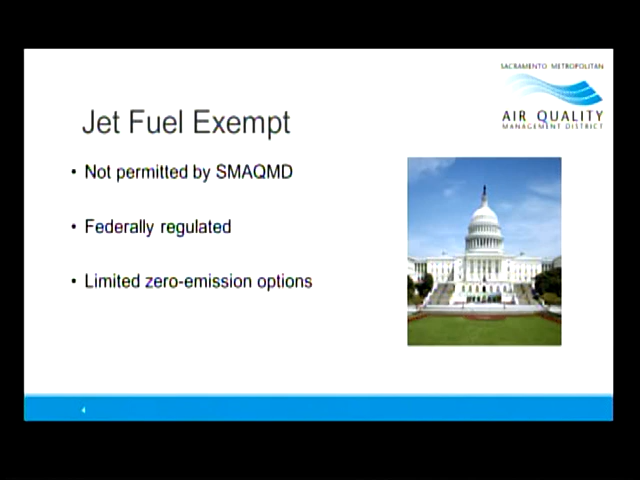 SACRAMENTO METROPOLITAN
AIR QUALITY
MANAGEMENT DISTRICT
Jet Fuel Exempt
• Not permitted by SMAQMD
• Federally regulated
• Limited zero-emission options
4